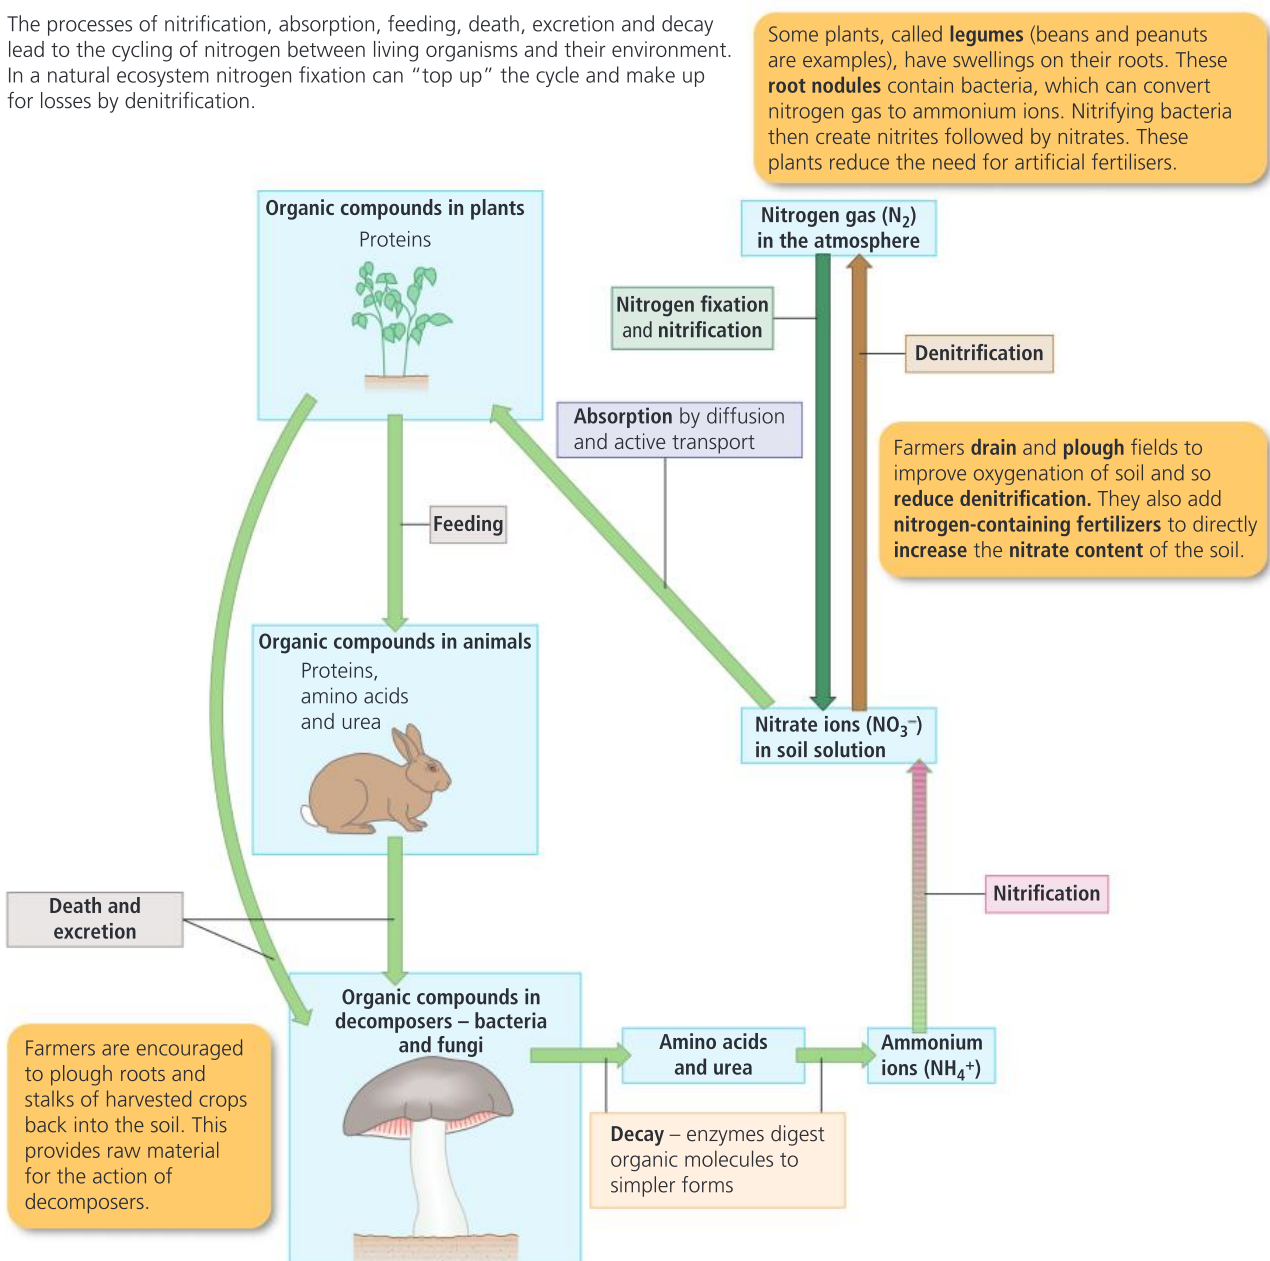 The processes of nitrification, absorption, feeding, death, excretion and decay
lead to the cycling of nitrogen between living organisms and their environment.
In a natural ecosystem nitrogen fixation can “top up” the cycle and make up
for losses by denitrification.
Some plants, called legumes (beans and peanuts
are examples), have swellings on their roots. These
root nodules contain bacteria, which can convert
nitrogen gas to ammonium ions. Nitrifying bacteria
then create nitrites followed by nitrates. These
plants reduce the need for artificial fertilisers.
Organic compounds in plants
Proteins
Nitrogen gas (N₂)
in the atmosphere
Nitrogen fixation
and nitrification
Denitrification
Absorption by diffusion
and active transport
Farmers drain and plough fields to
improve oxygenation of soil and so
reduce denitrification. They also add
nitrogen-containing fertilizers to directly
increase the nitrate content of the soil.
Feeding
Organic compounds in animals
Proteins,
amino acids
and urea
Nitrate ions (NO₃⁻)
in soil solution
Nitrification
Death and
excretion
Organic compounds in
decomposers – bacteria
and fungi
Amino acids
and urea
Ammonium
ions (NH₄⁺)
Farmers are encouraged
to plough roots and
stalks of harvested crops
back into the soil. This
provides raw material
for the action of
decomposers.
Decay – enzymes digest
organic molecules to
simpler forms